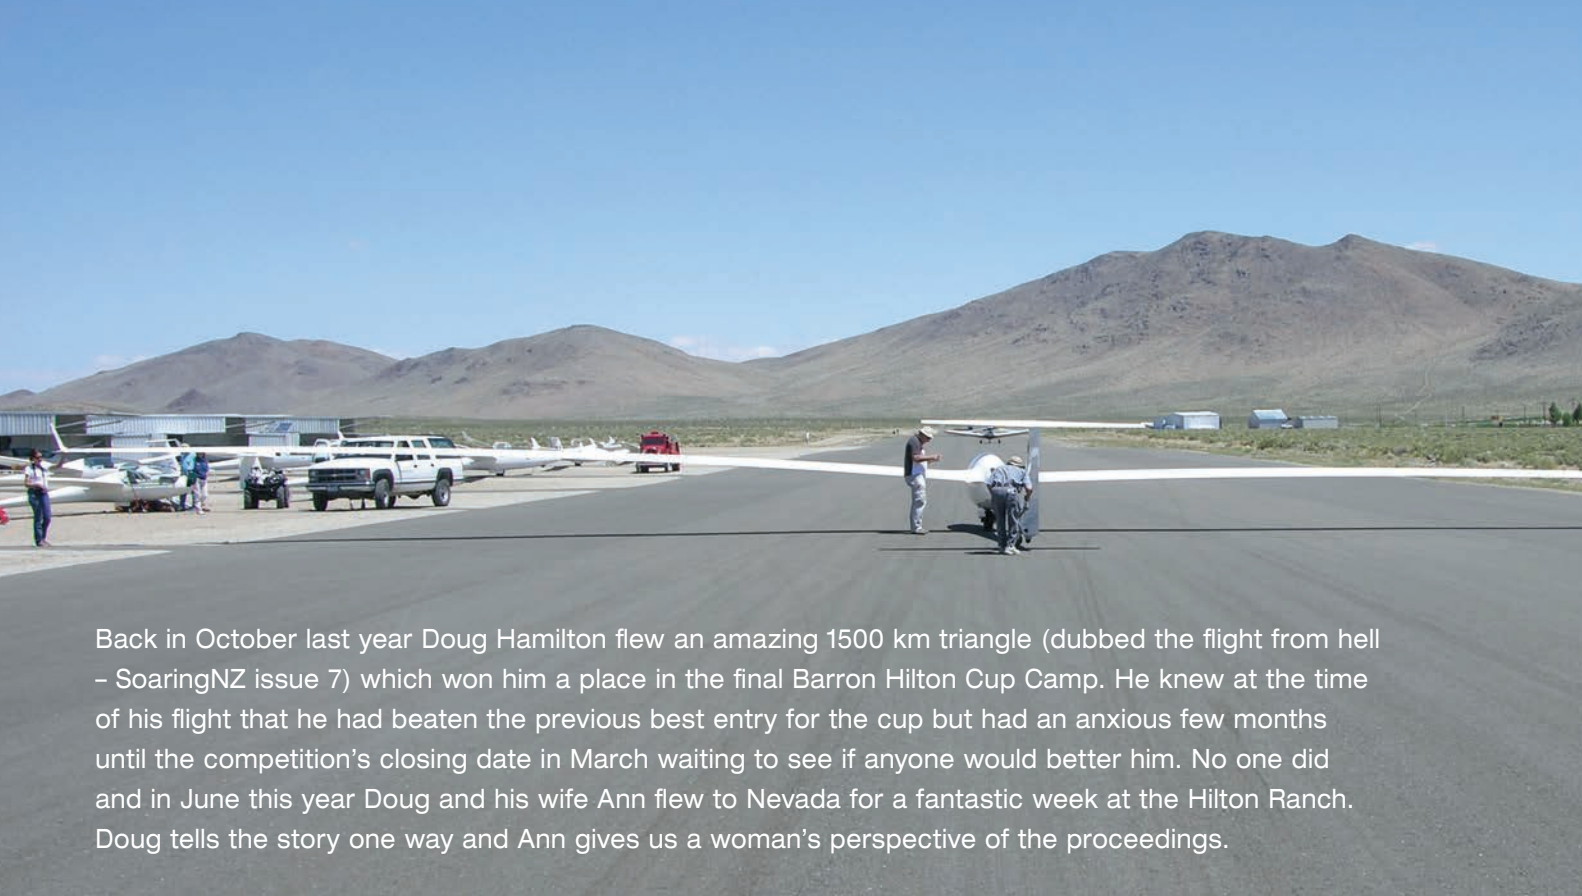 Back in October last year Doug Hamilton flew an amazing 1500 km triangle (dubbed the flight from hell
– SoaringNZ issue 7) which won him a place in the final Barron Hilton Cup Camp. He knew at the time
of his flight that he had beaten the previous best entry for the cup but had an anxious few months
until the competition’s closing date in March waiting to see if anyone would better him. No one did
and in June this year Doug and his wife Ann flew to Nevada for a fantastic week at the Hilton Ranch.
Doug tells the story one way and Ann gives us a woman’s perspective of the proceedings.